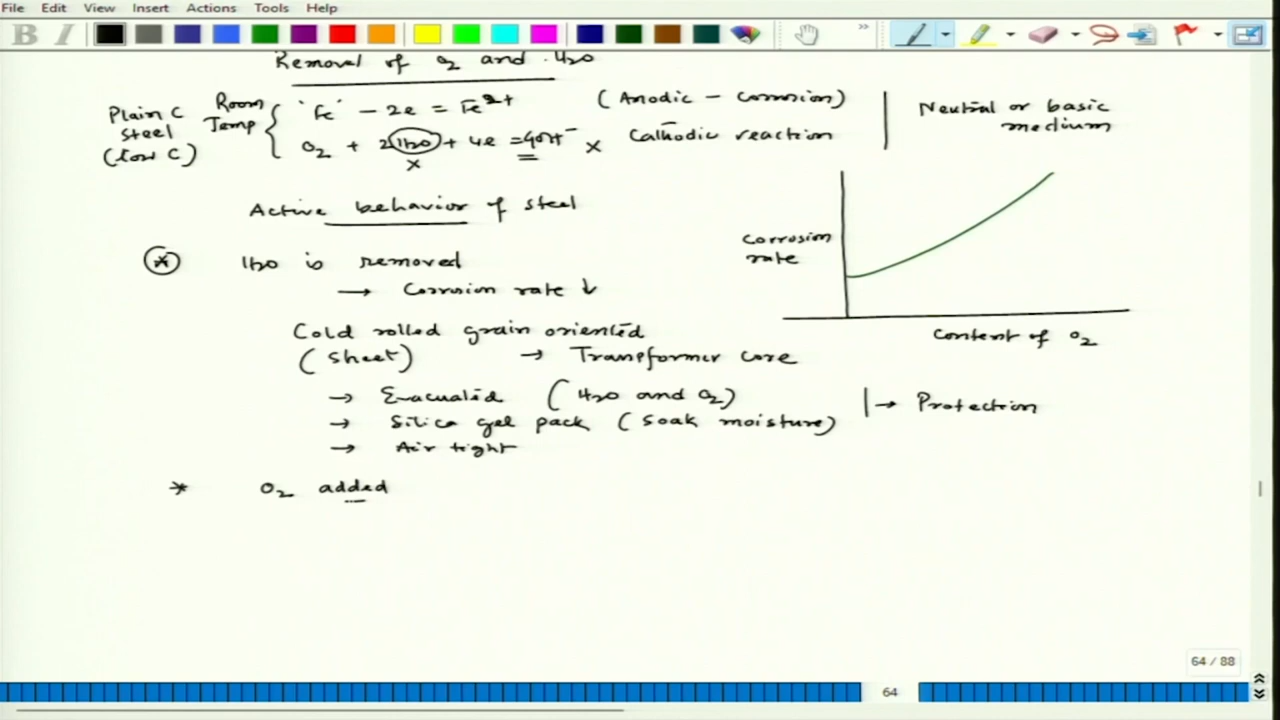 File Edit View Insert Actions Tools Help
B I
Removal of O2 and H2O
Plain C Steel (Low C)
Room Temp
Fe - 2e = Fe2+ (Anodic - Corrosion)
O2 + 2H2O + 4e = 4OH- x Cathodic reaction
x
Neutral or basic
medium
Active behavior of steel
Corrosion
rate
Content of O2
* H2O is removed
→ Corrosion rate ↓
Cold rolled grain oriented
(Sheet) → Transformer core
→ Evacuated (H2O and O2)
→ Silica gel pack (Soak moisture)
→ Air tight
| → Protection
* O2 added
64 / 88
64